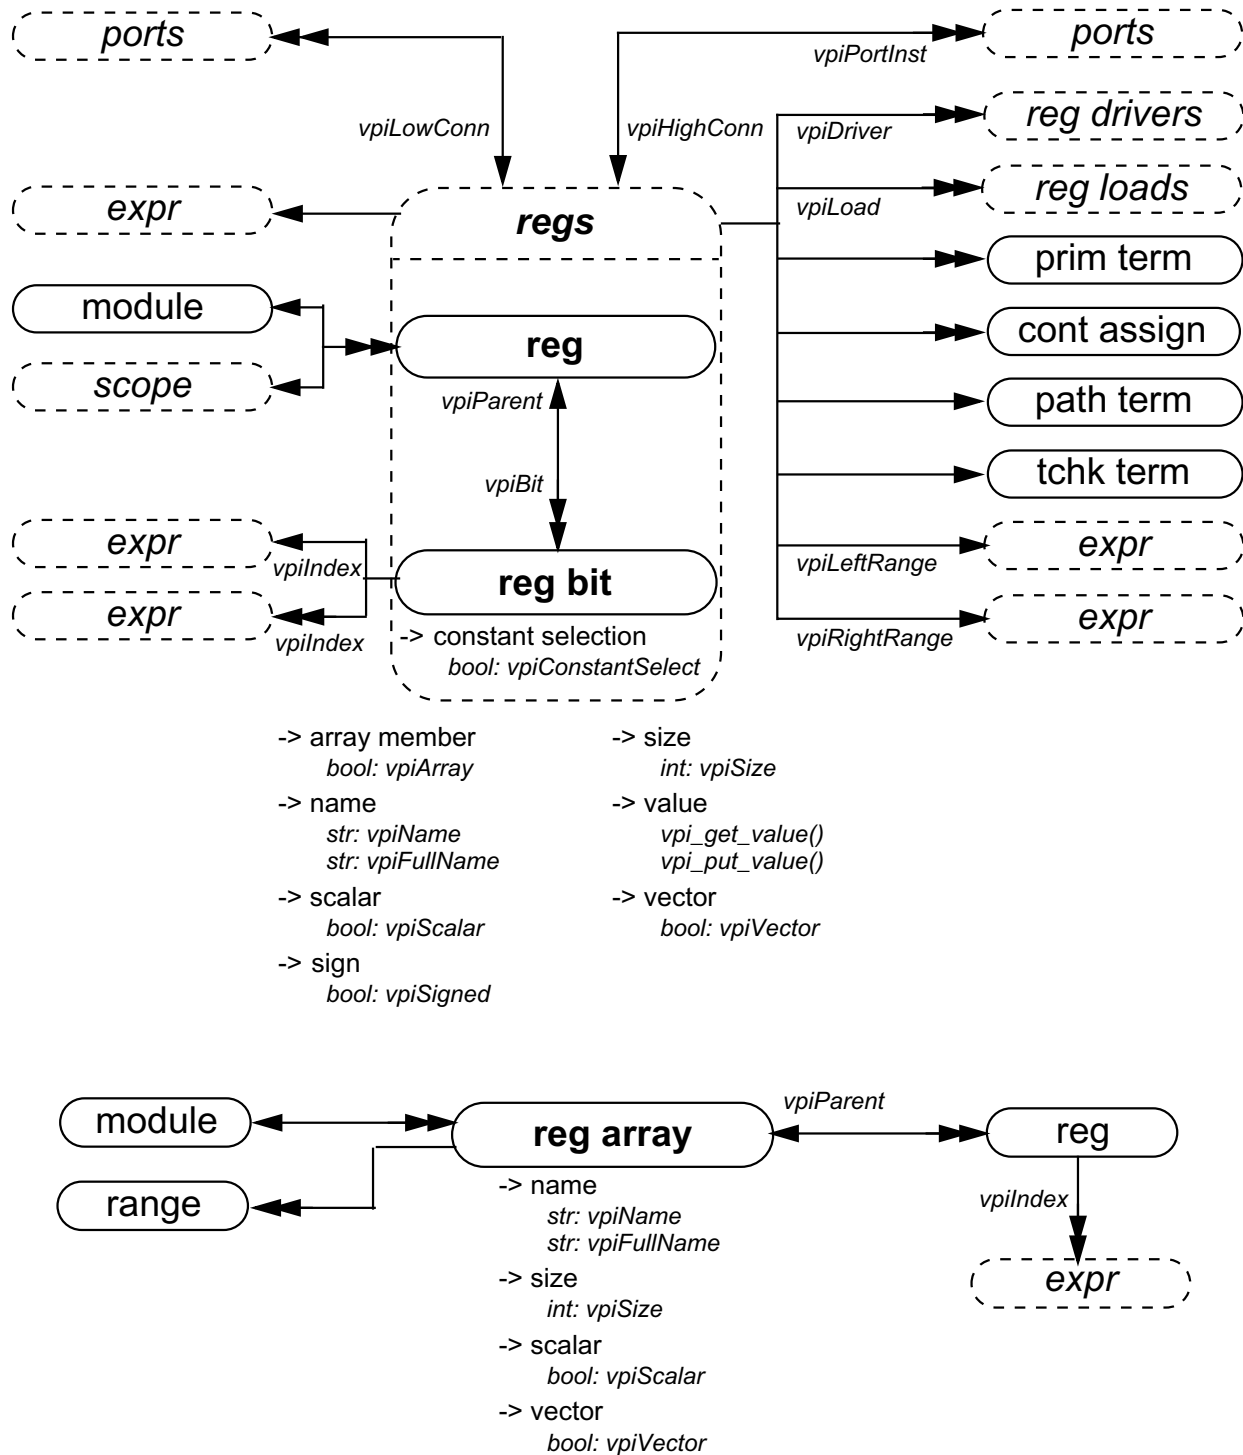 ports
ports
vpiPortInst
vpiLowConn
vpiHighConn
vpiDriver
reg drivers
expr
regs
vpiLoad
reg loads
prim term
module
reg
cont assign
scope
vpiParent
path term
vpiBit
tchk term
expr
vpiIndex
reg bit
vpiLeftRange
expr
expr
vpiIndex
-> constant selection
bool: vpiConstantSelect
vpiRightRange
expr
-> array member
bool: vpiArray
-> name
str: vpiName
str: vpiFullName
-> scalar
bool: vpiScalar
-> sign
bool: vpiSigned
-> size
int: vpiSize
-> value
vpi_get_value()
vpi_put_value()
-> vector
bool: vpiVector
module
reg array
vpiParent
reg
range
vpiIndex
expr
-> name
str: vpiName
str: vpiFullName
-> size
int: vpiSize
-> scalar
bool: vpiScalar
-> vector
bool: vpiVector